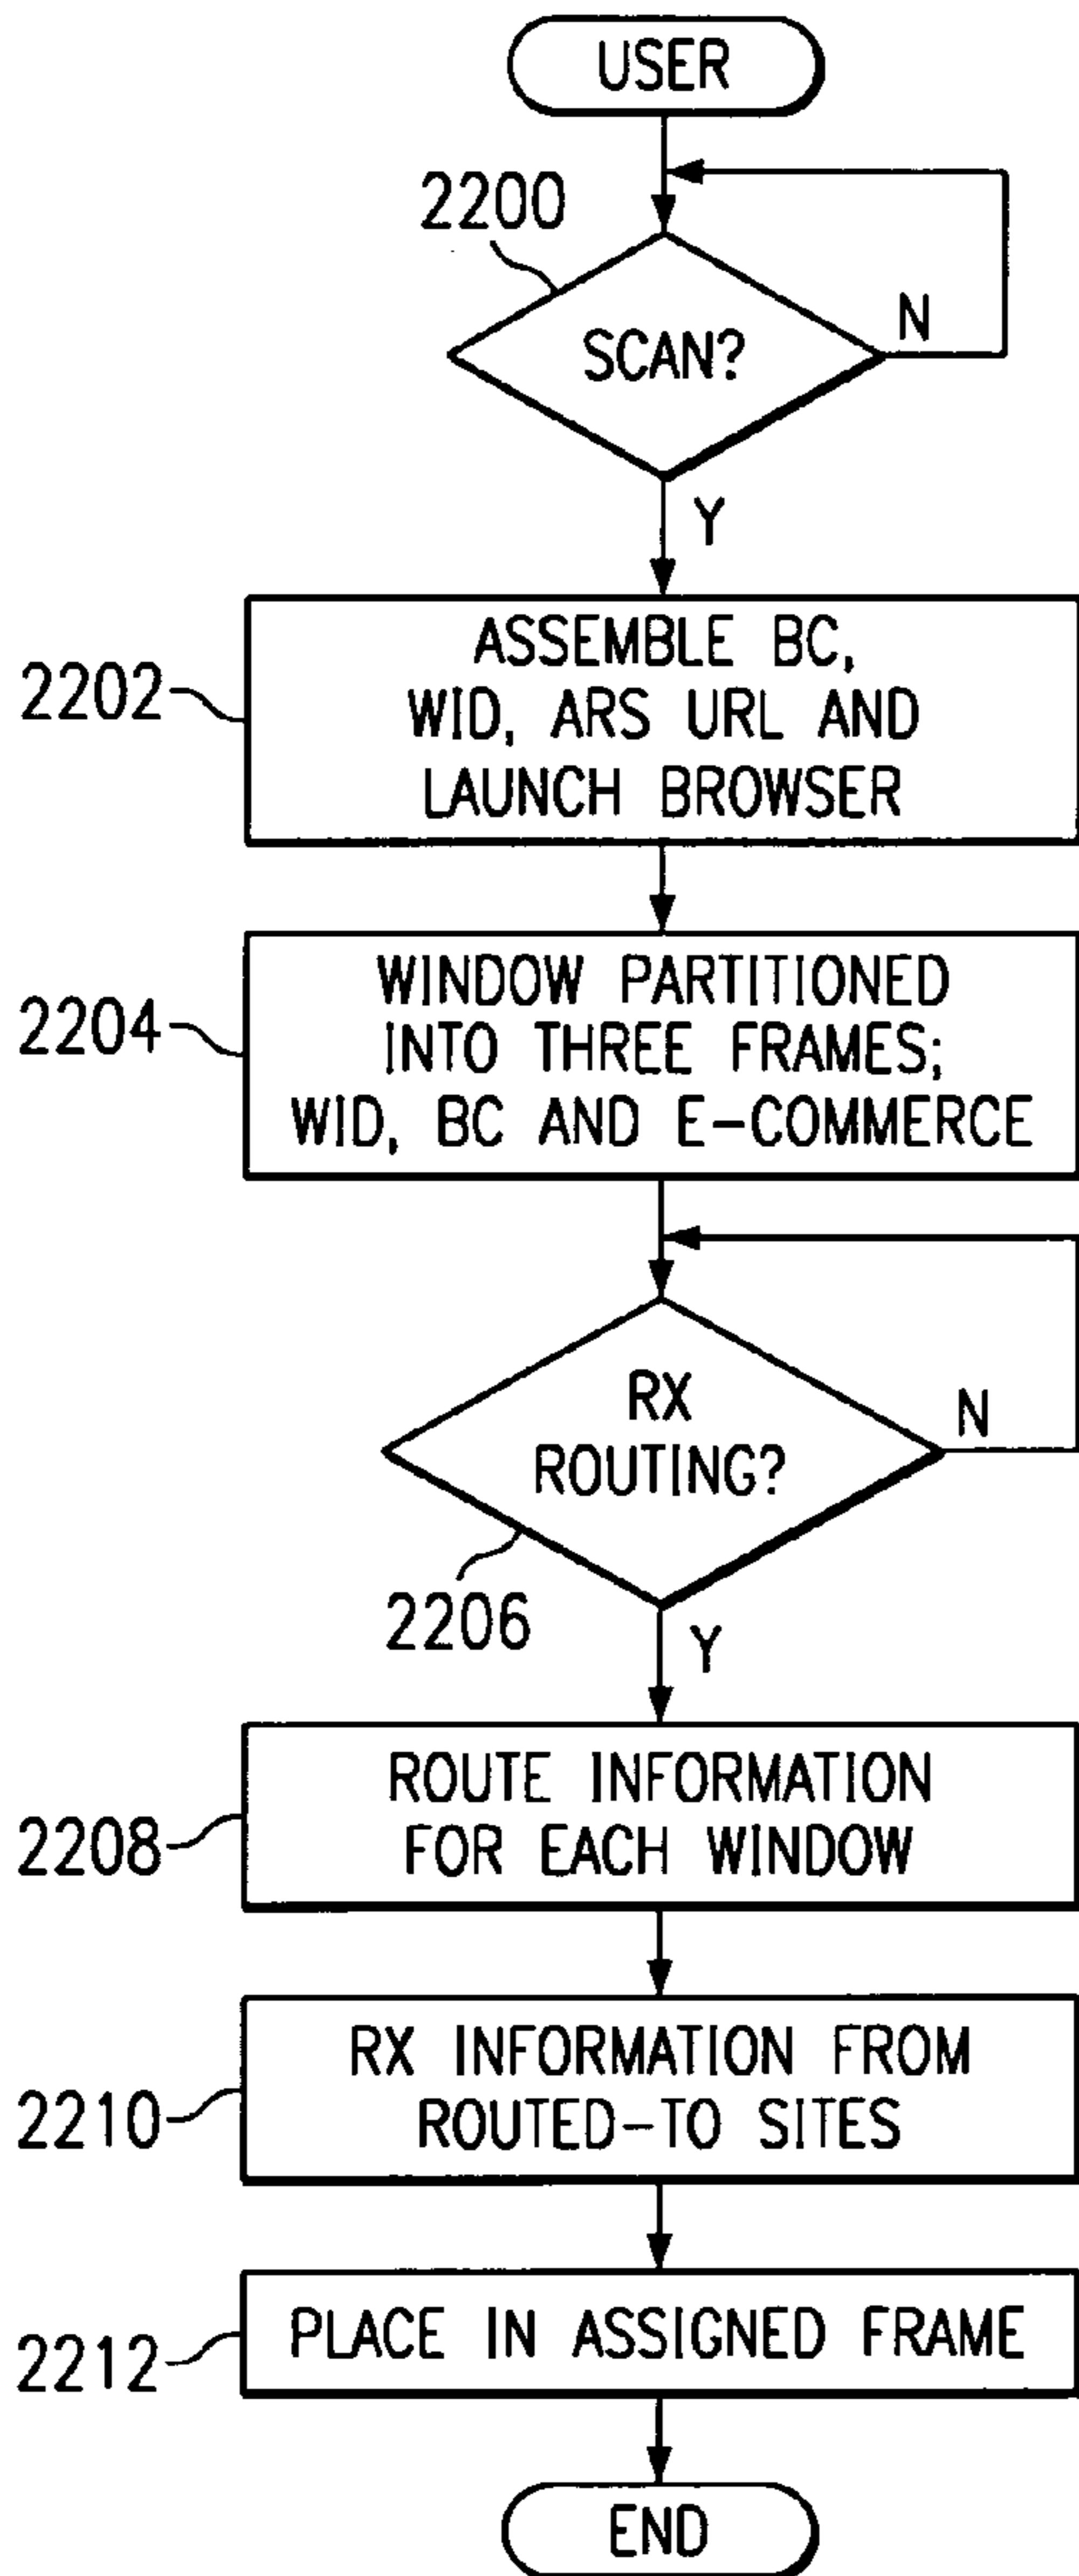 USER
2200
SCAN?
N
Y
2202
ASSEMBLE BC,
WID, ARS URL AND
LAUNCH BROWSER
2204
WINDOW PARTITIONED
INTO THREE FRAMES;
WID, BC AND E-COMMERCE
RX
ROUTING?
N
2206
Y
2208
ROUTE INFORMATION
FOR EACH WINDOW
2210
RX INFORMATION FROM
ROUTED-TO SITES
2212
PLACE IN ASSIGNED FRAME
END